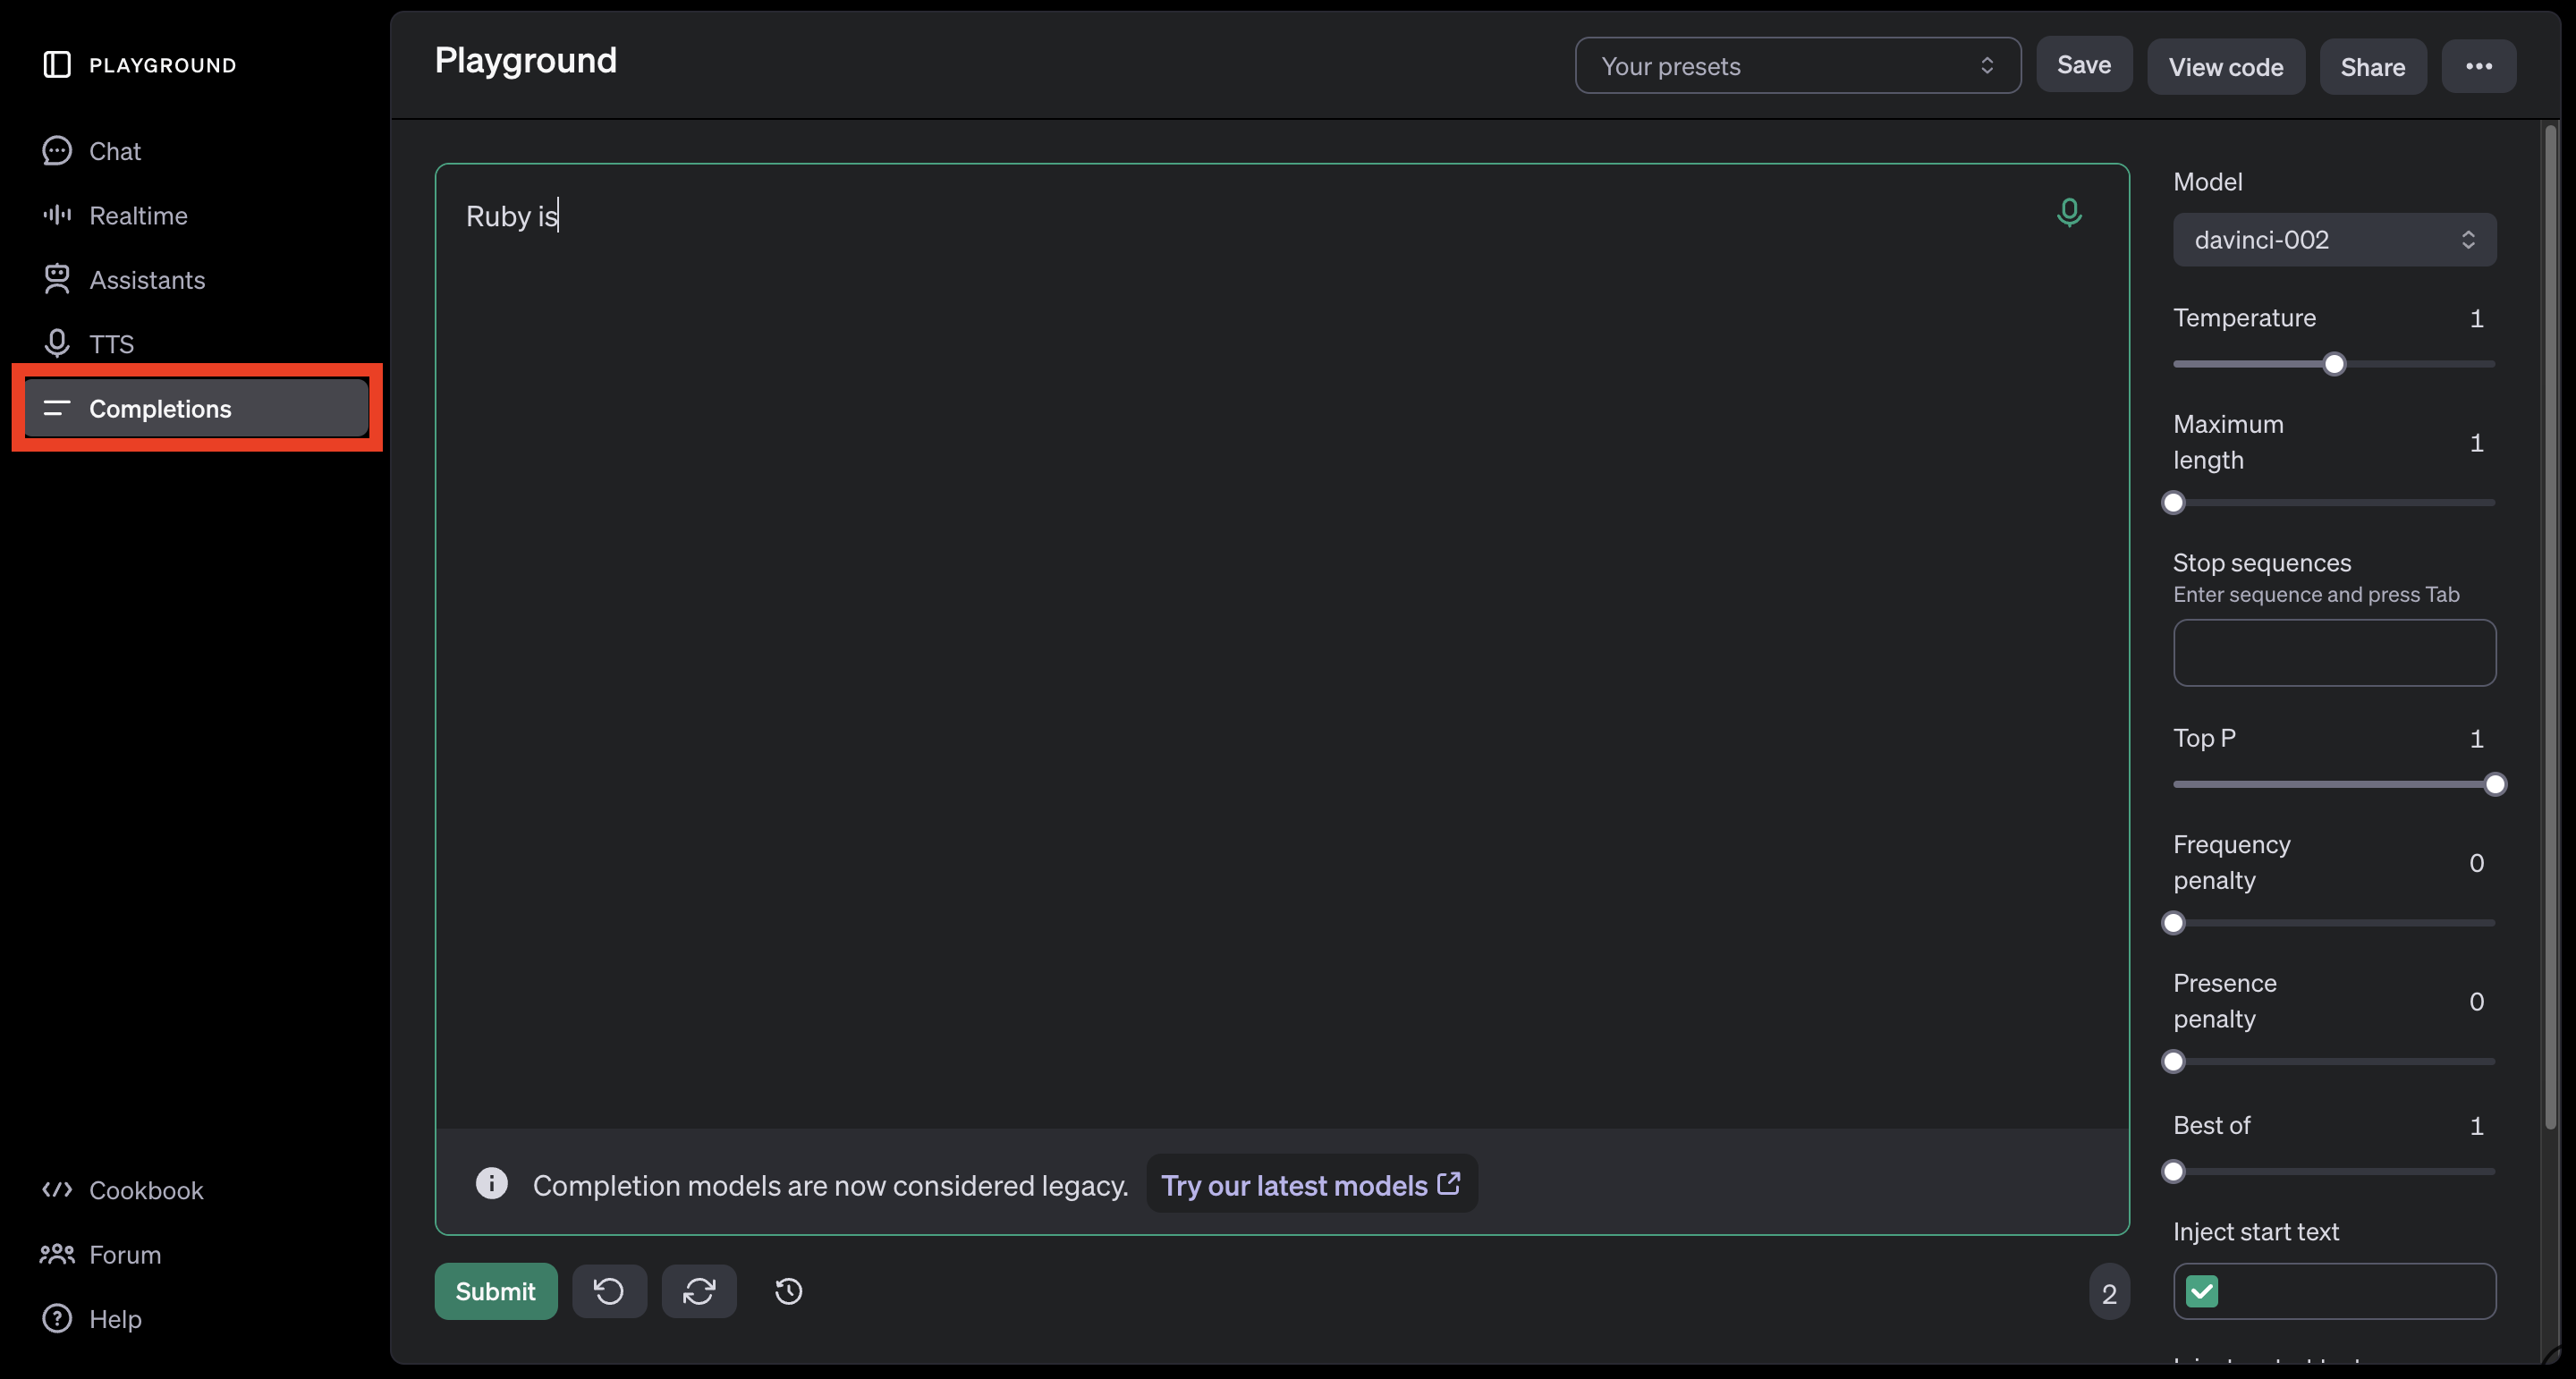 PLAYGROUND
Chat
Realtime
Assistants
TTS
Completions
Cookbook
Forum
Help
Playground
Your presets
Save
View code
Share
Ruby is
Completion models are now considered legacy. Try our latest models
Submit
2
Model
davinci-002
Temperature 1
Maximum
length 1
Stop sequences
Enter sequence and press Tab
Top P 1
Frequency
penalty 0
Presence
penalty 0
Best of 1
Inject start text